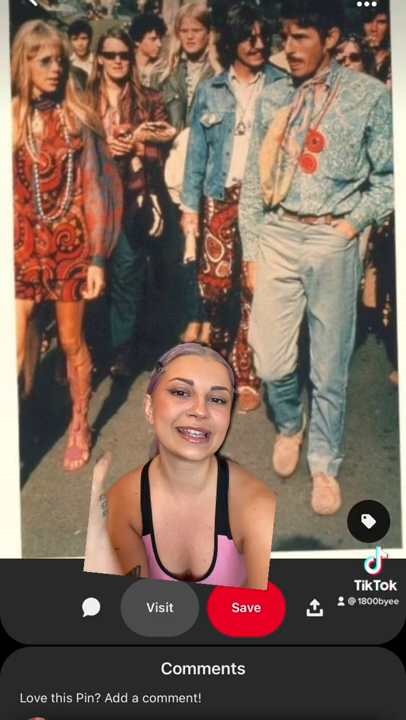 Visit
Save
TikTok
@1800byee
Comments
Love this Pin? Add a comment!